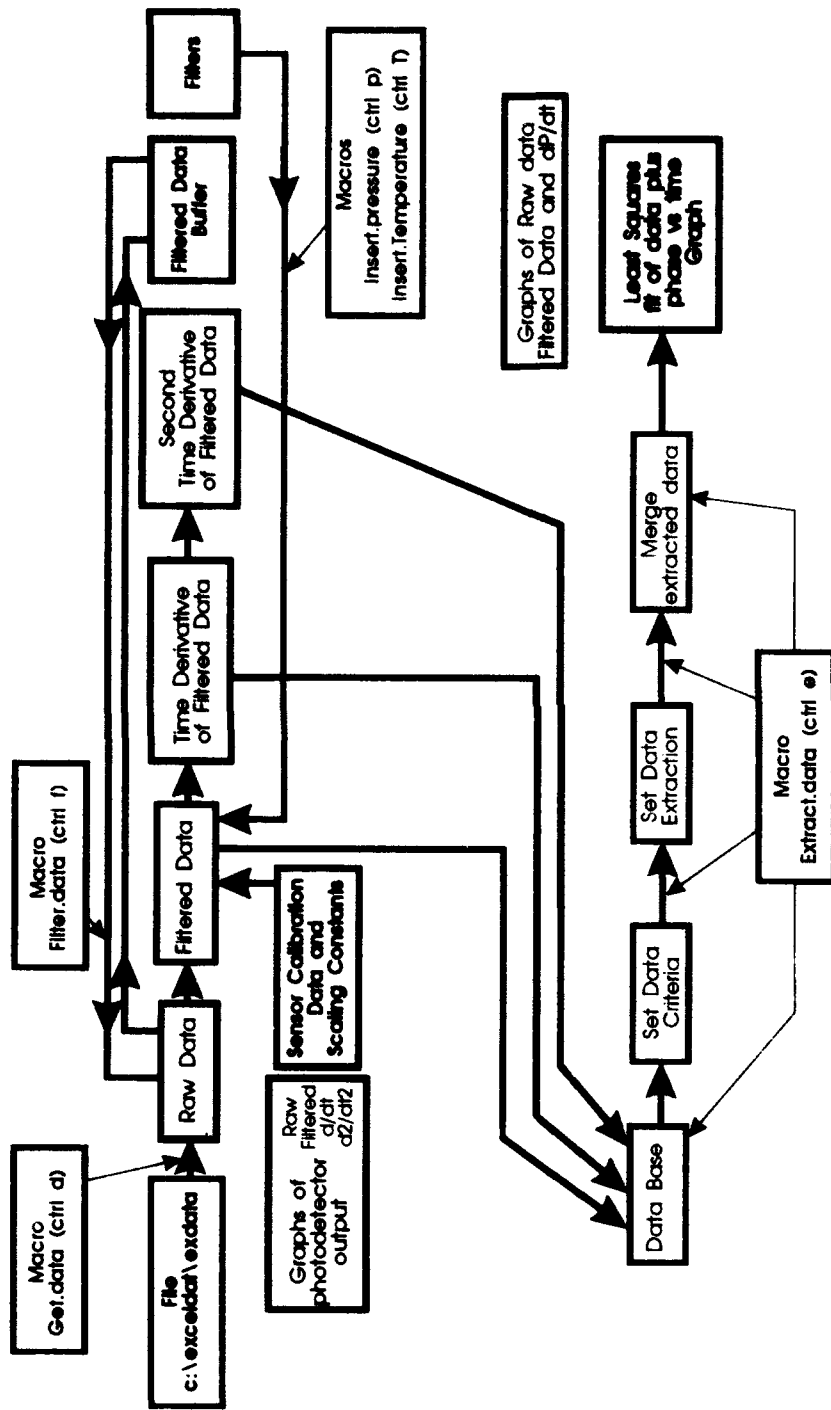 Macro
Get.data (ctrl d)
Macro
Filter.data (ctrl f)
File
c:\exceldat\exdata
Raw Data
Filtered Data
Time Derivative
of Filtered Data
Second
Time Derivative
of Filtered Data
Filtered Data
Buffer
Filters
Graphs of
photodetector
output
Raw
Filtered
d/dt
d2/dt2
Sensor Calibration
Data and
Scaling Constants
Macros
Insert.pressure (ctrl p)
Insert.Temperature (ctrl T)
Graphs of Raw data
Filtered Data and dP/dt
Data Base
Set Data
Criteria
Set Data
Extraction
Merge
extracted data
Least Squares
fit of data plus
phase vs time
Graph
Macro
Extract.data (ctrl e)